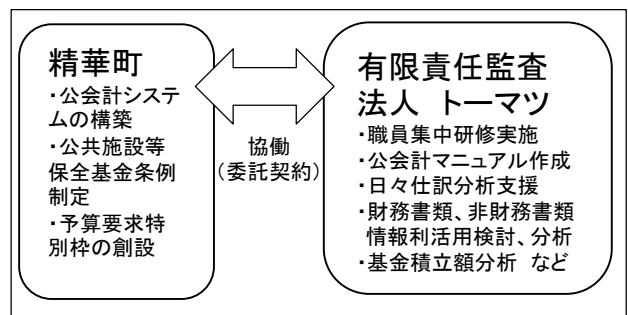 精華町
・公会計システ
ムの構築
・公共施設等
保全基金条例
制定
・予算要求特
別枠の創設
協働
（委託契約）
有限責任監査
法人　トーマツ
・職員集中研修実施
・公会計マニュアル作成
・日々仕訳分析支援
・財務書類、非財務書類
情報利活用検討、分析
・基金積立額分析　など